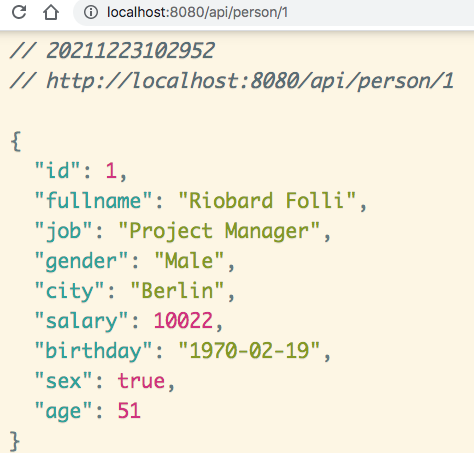 localhost:8080/api/person/1
// 20211223102952
// http://localhost:8080/api/person/1
{
"id": 1,
"fullname": "Riobard Folli",
"job": "Project Manager",
"gender": "Male",
"city": "Berlin",
"salary": 10022,
"birthday": "1970-02-19",
"sex": true,
"age": 51
}